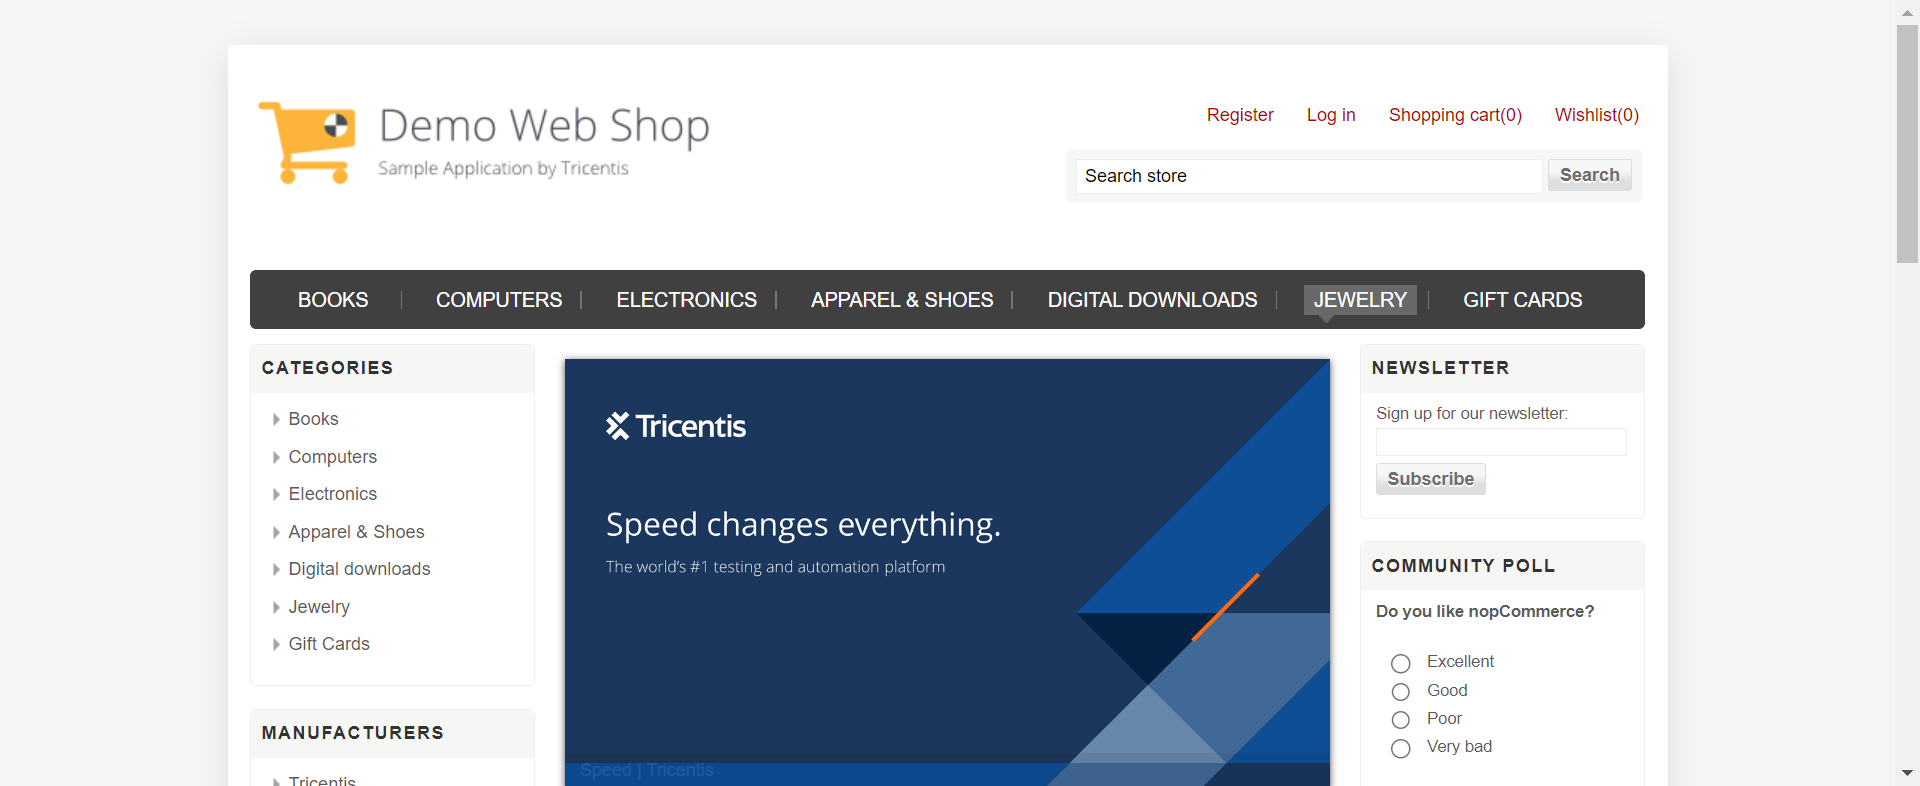 Demo Web Shop
Sample Application by Tricentis
Register Log in Shopping cart(0) Wishlist(0)
Search store Search
BOOKS COMPUTERS ELECTRONICS APPAREL & SHOES DIGITAL DOWNLOADS JEWELRY GIFT CARDS
CATEGORIES
Books
Computers
Electronics
Apparel & Shoes
Digital downloads
Jewelry
Gift Cards
MANUFACTURERS
Tricentis
Tricentis
Speed changes everything.
The world's #1 testing and automation platform
Speed | Tricentis
NEWSLETTER
Sign up for our newsletter:
Subscribe
COMMUNITY POLL
Do you like nopCommerce?
Excellent
Good
Poor
Very bad